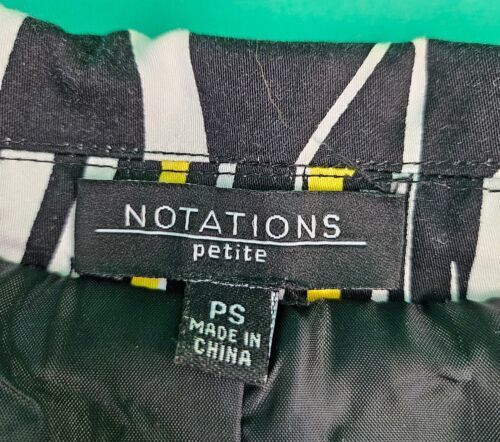 NOTATIONS
petite
PS
MADE IN
CHINA